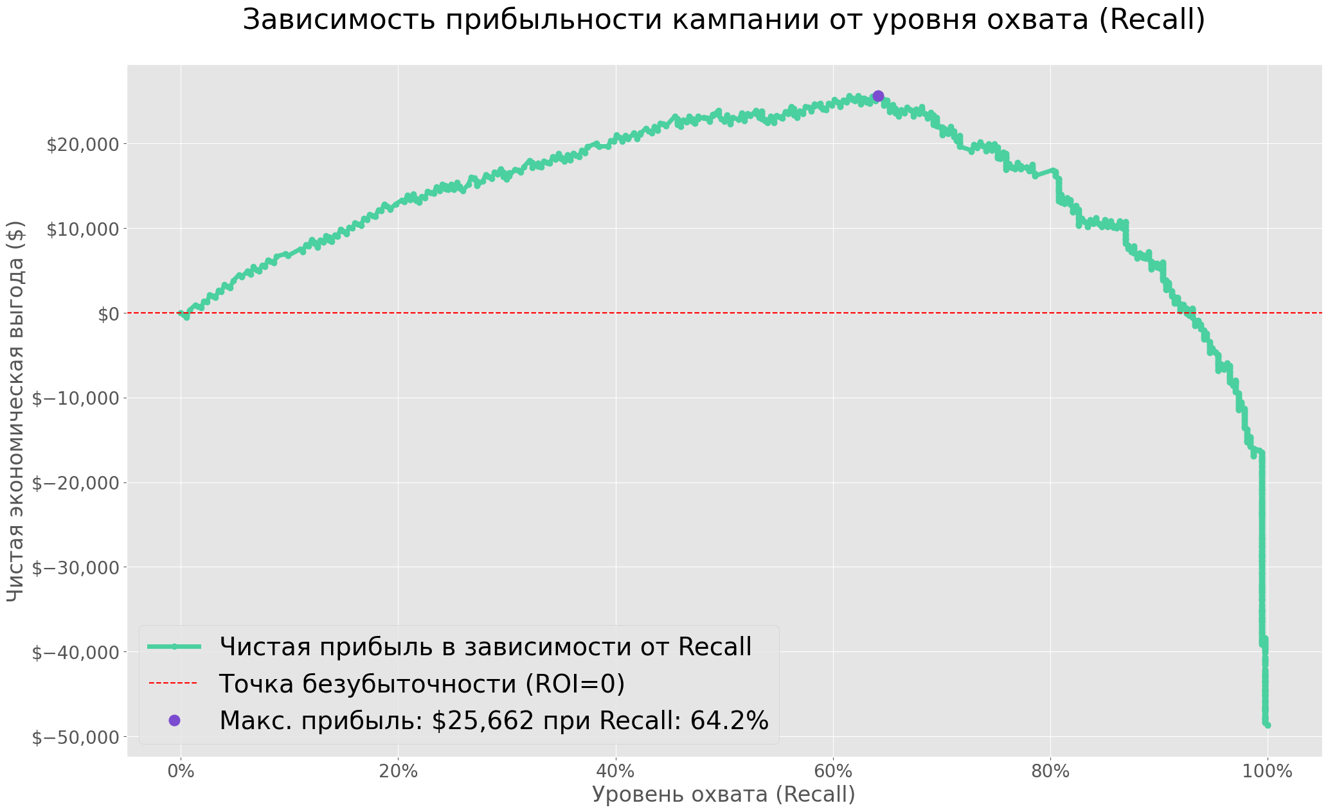 Зависимость прибыльности кампании от уровня охвата (Recall)
Чистая экономическая выгода ($)
$20,000
$10,000
$0
$−10,000
$−20,000
$−30,000
$−40,000
$−50,000
Чистая прибыль в зависимости от Recall
Точка безубыточности (ROI=0)
Макс. прибыль: $25,662 при Recall: 64.2%
0%
20%
40%
60%
80%
100%
Уровень охвата (Recall)